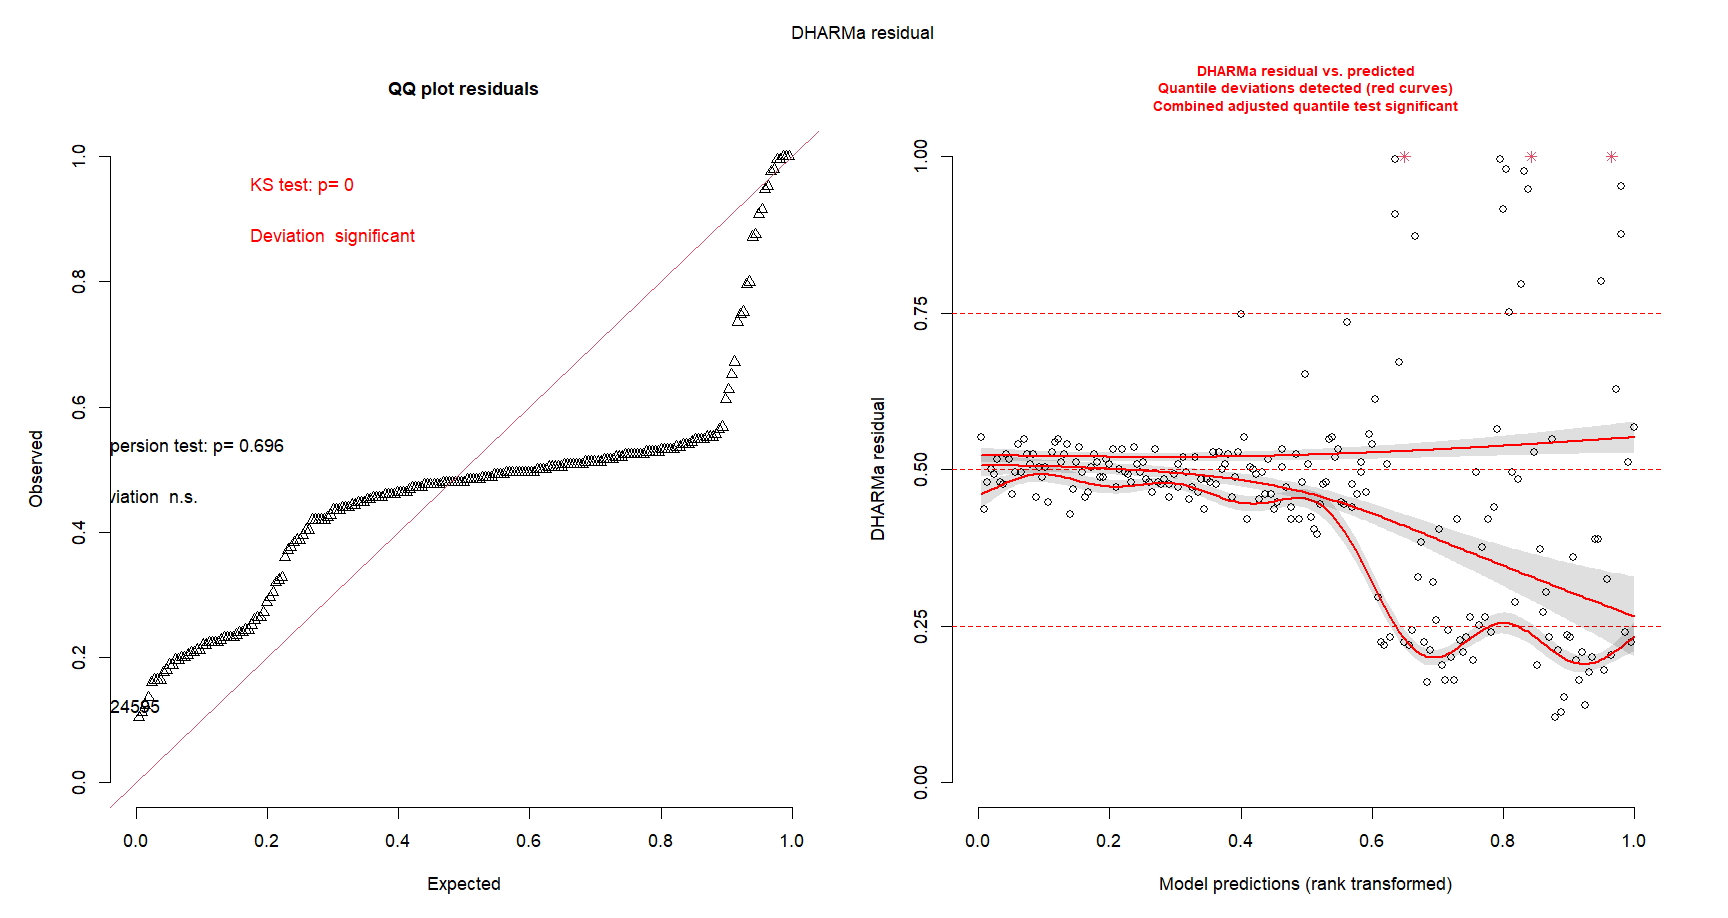 DHARMa residual
QQ plot residuals
KS test: p= 0
Deviation  significant
persion test: p= 0.696
viation  n.s.
24595
Observed
0.0 0.2 0.4 0.6 0.8 1.0
0.0 0.2 0.4 0.6 0.8 1.0
Expected
DHARMa residual vs. predicted
Quantile deviations detected (red curves)
Combined adjusted quantile test significant
DHARMa residual
0.00 0.25 0.50 0.75 1.00
0.0 0.2 0.4 0.6 0.8 1.0
Model predictions (rank transformed)